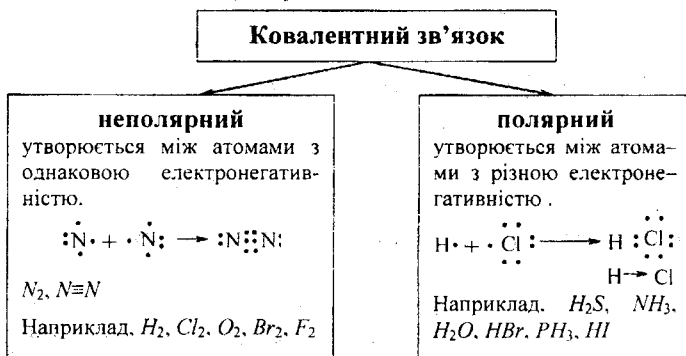 Ковалентний зв’язок
неполярний
утворюється між атомами з
однаковою електронегатив-
ністю.
:N· + ·N: → :N⁞⁞N:
N₂, N≡N
Наприклад, H₂, Cl₂, O₂, Br₂, F₂
полярний
утворюється між атома-
ми з різною електроне-
гативністю .
H· + ·Cl: → H :Cl:
H→Cl
Наприклад, H₂S, NH₃,
H₂O, HBr, PH₃, HI